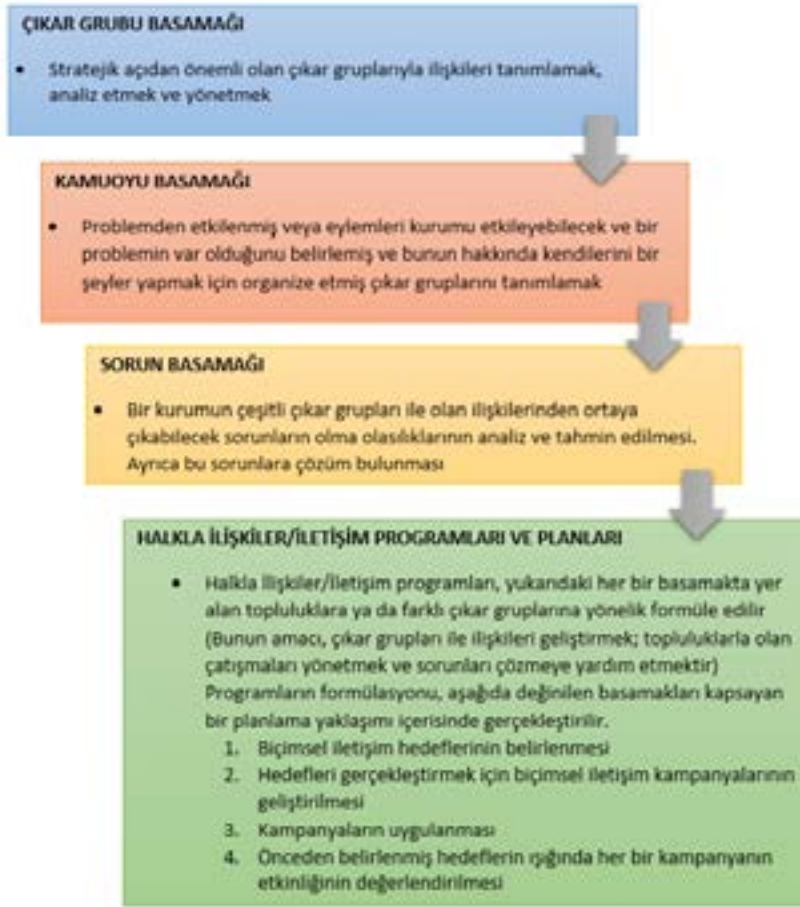 ÇIKAR GRUBU BASAMAĞI
• Stratejik açıdan önemli olan çıkar gruplarıyla ilişkileri tanımlamak,
analiz etmek ve yönetmek
KAMUOYU BASAMAĞI
• Problemden etkilenmiş veya eylemleri kurumu etkileyebilecek ve bir
problemin var olduğunu belirlemiş ve bunun hakkında kendilerini bir
şeyler yapmak için organize etmiş çıkar gruplarını tanımlamak
SORUN BASAMAĞI
• Bir kurumun çeşitli çıkar grupları ile olan ilişkilerinden ortaya
çıkabilecek sorunların olma olasılıklarının analiz ve tahmin edilmesi.
Ayrıca bu sorunlara çözüm bulunması
HALKLA İLİŞKİLER/İLETİŞİM PROGRAMLARI VE PLANLARI
• Halkla İlişkiler/İletişim programları, yukarıdaki her bir basamakta yer
alan topluluklara ya da farklı çıkar gruplarına yönelik formüle edilir
(Bunun amacı, çıkar grupları ile ilişkileri geliştirmek; topluluklarla olan
çatışmaları yönetmek ve sorunları çözmeye yardım etmektir)
Programların formülasyonu, aşağıda değinilen basamakları kapsayan
bir planlama yaklaşımı içerisinde gerçekleştirilir.
1. Biçimsel iletişim hedeflerinin belirlenmesi
2. Hedefleri gerçekleştirmek için biçimsel iletişim kampanyalarının
geliştirilmesi
3. Kampanyaların uygulanması
4. Önceden belirlenmiş hedeflerin ışığında her bir kampanyanın
etkinliğinin değerlendirilmesi